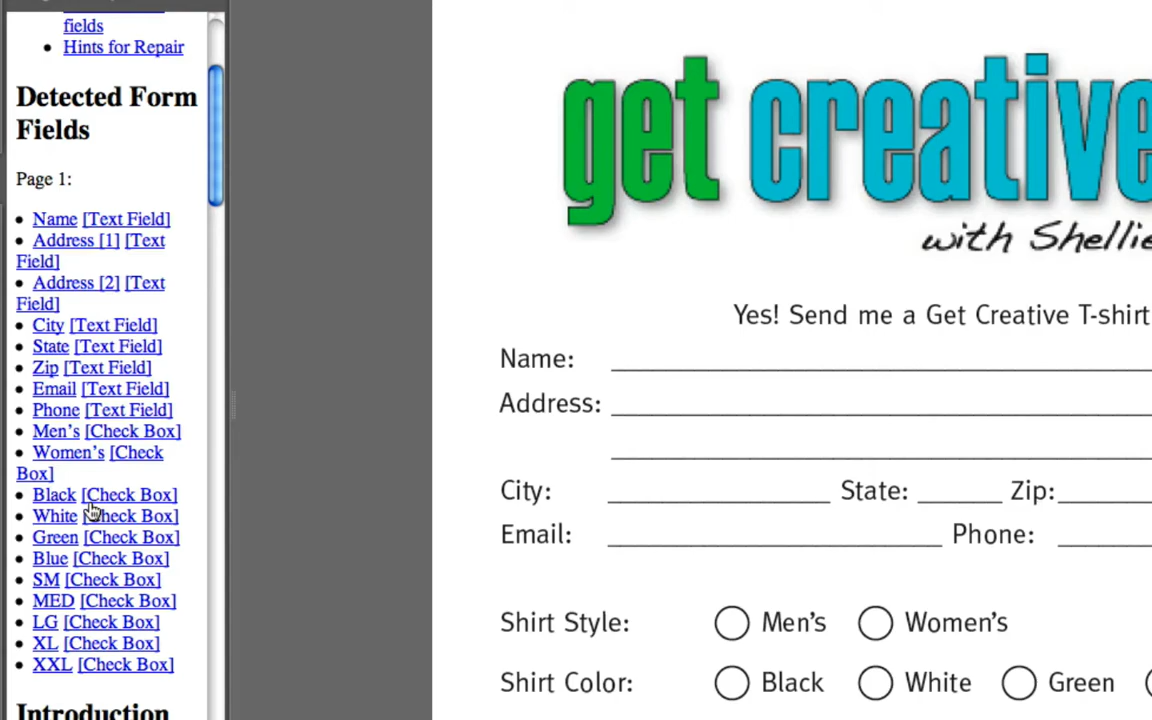 fields
• Hints for Repair
Detected Form
Fields
Page 1:
• Name [Text Field]
• Address [1] [Text
Field]
• Address [2] [Text
Field]
• City [Text Field]
• State [Text Field]
• Zip [Text Field]
• Email [Text Field]
• Phone [Text Field]
• Men's [Check Box]
• Women's [Check
Box]
• Black [Check Box]
• White [Check Box]
• Green [Check Box]
• Blue [Check Box]
• SM [Check Box]
• MED [Check Box]
• LG [Check Box]
• XL [Check Box]
• XXL [Check Box]
Introduction
get creative
with Shellie
Yes! Send me a Get Creative T-shirt
Name:
Address:
City: State: Zip:
Email: Phone:
Shirt Style: Men's Women's
Shirt Color: Black White Green